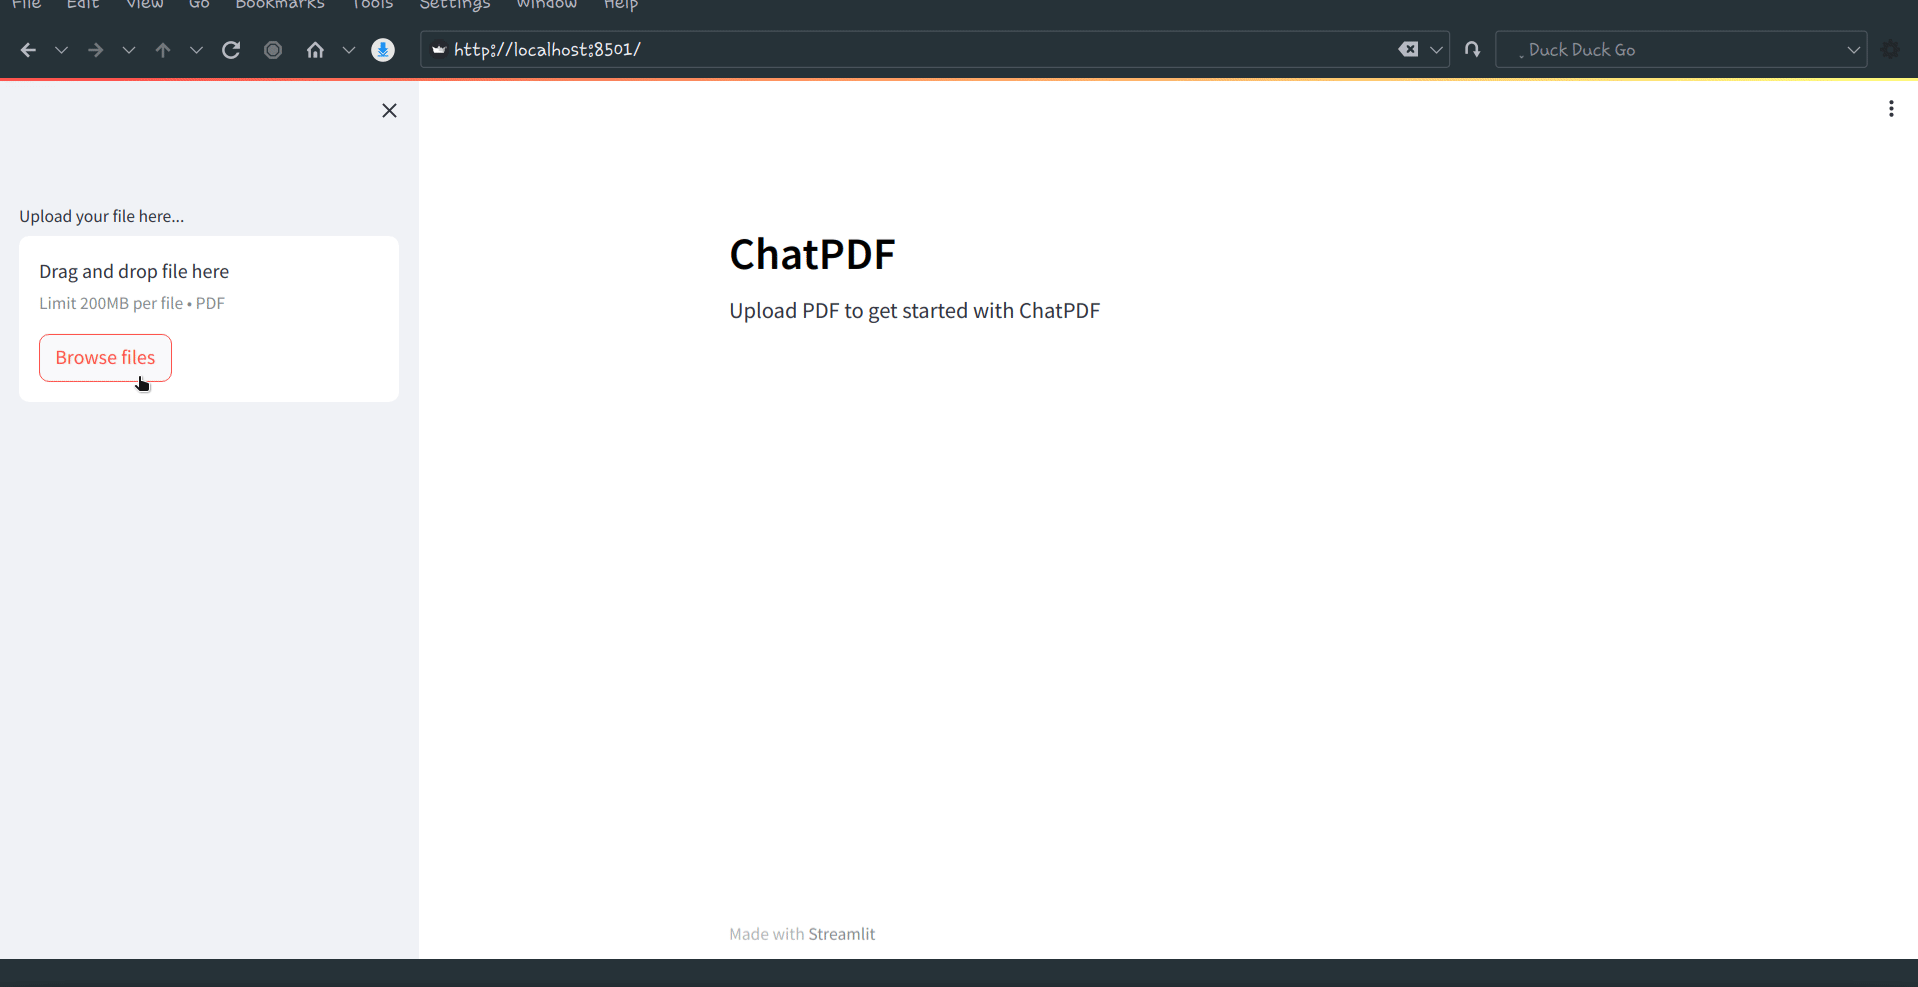 File Edit View Go Bookmarks Tools Settings Window Help
http://localhost:8501/
Duck Duck Go
Upload your file here...
Drag and drop file here
Limit 200MB per file • PDF
Browse files
ChatPDF
Upload PDF to get started with ChatPDF
Made with Streamlit